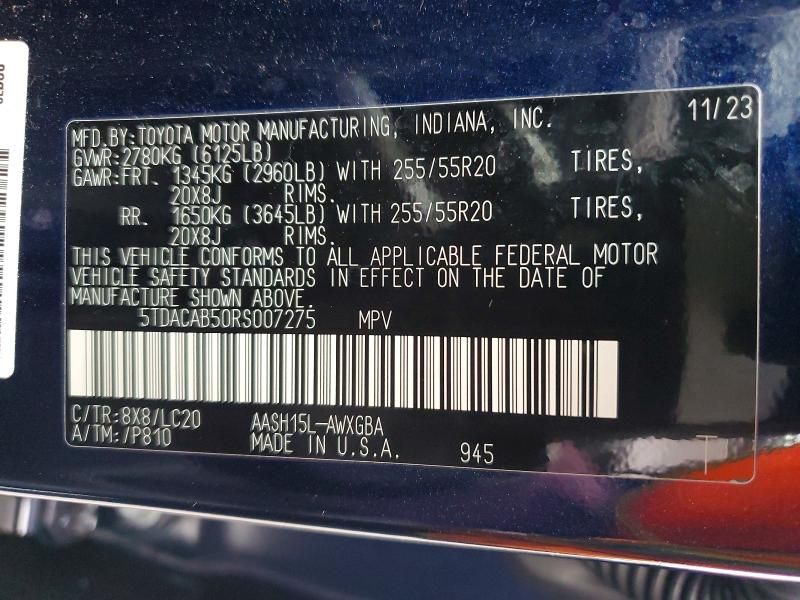 11/23
MFD. BY: TOYOTA MOTOR MANUFACTURING, INDIANA, INC.
GVWR: 2780KG (6125LB)
GAWR: FRT. 1345KG (2960LB) WITH 255/55R20 TIRES,
20X8J RIMS.
RR. 1650KG (3645LB) WITH 255/55R20 TIRES,
20X8J RIMS.
THIS VEHICLE CONFORMS TO ALL APPLICABLE FEDERAL MOTOR
VEHICLE SAFETY STANDARDS IN EFFECT ON THE DATE OF
MANUFACTURE SHOWN ABOVE.
5TDACAB50RS007275 MPV
C/TR: 8X8/LC20 AASH15L-AWXGBA
A/TM: /P810 MADE IN U.S.A. 945
T